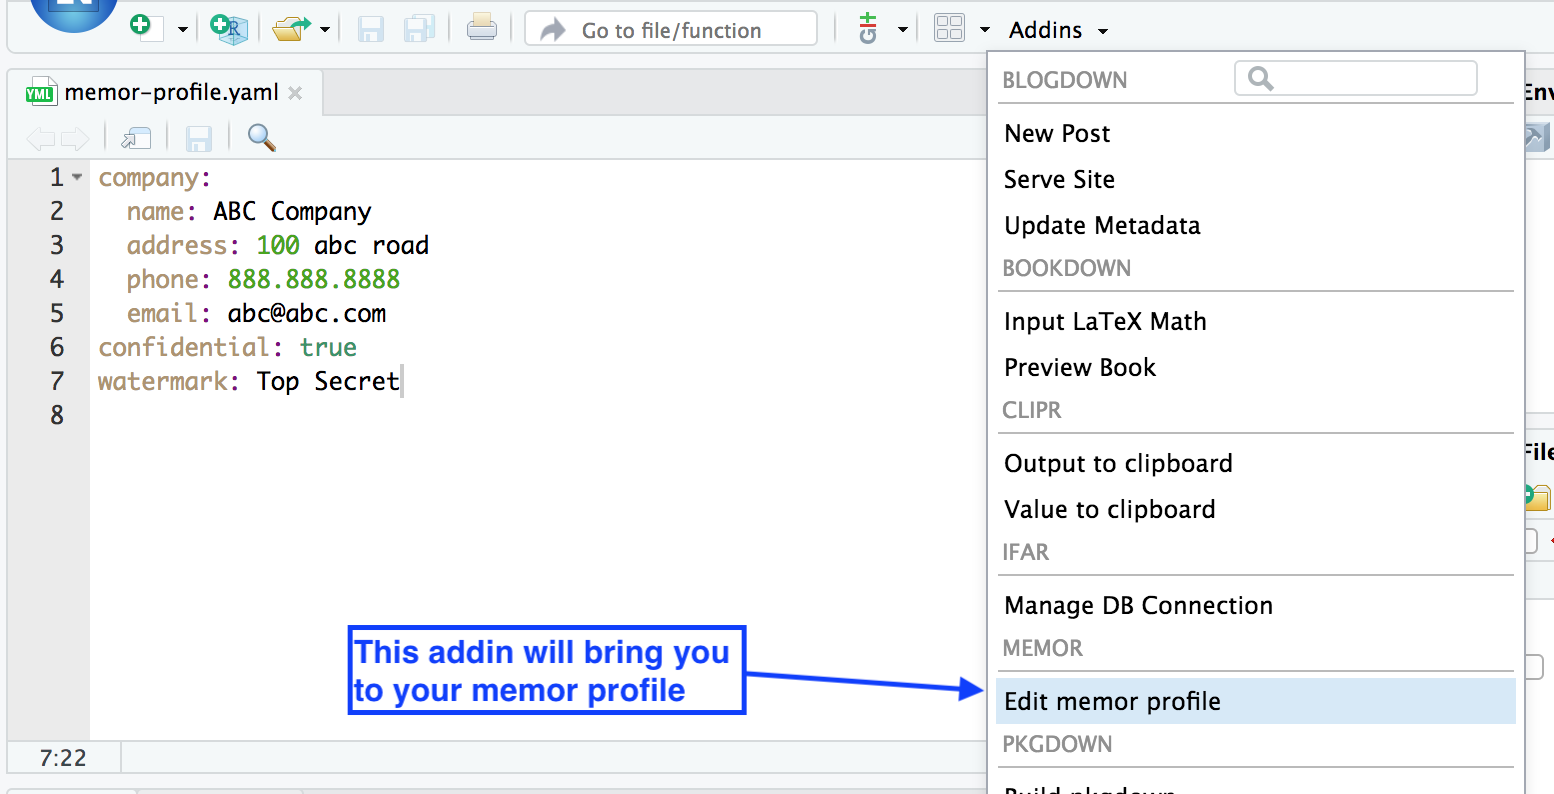 Go to file/function
Addins
YML memor-profile.yaml
1 company:
2 name: ABC Company
3 address: 100 abc road
4 phone: 888.888.8888
5 email: abc@abc.com
6 confidential: true
7 watermark: Top Secret
8
7:22
This addin will bring you
to your memor profile
BLOGDOWN
New Post
Serve Site
Update Metadata
BOOKDOWN
Input LaTeX Math
Preview Book
CLIPR
Output to clipboard
Value to clipboard
IFAR
Manage DB Connection
MEMOR
Edit memor profile
PKGDOWN
Build pkgdown
Env
File